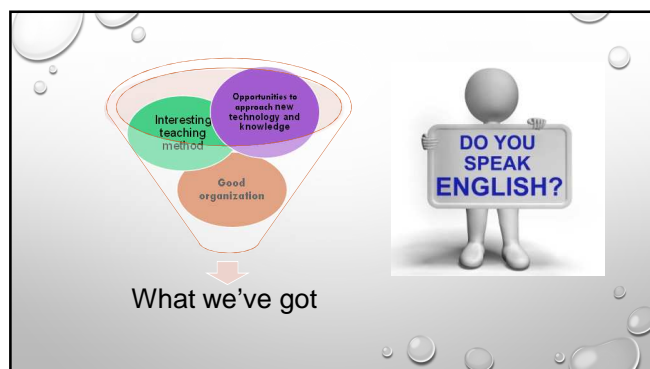 Interesting
teaching
method
Opportunities to
approach new
technology and
knowledge
Good
organization
What we've got
DO YOU
SPEAK
ENGLISH?